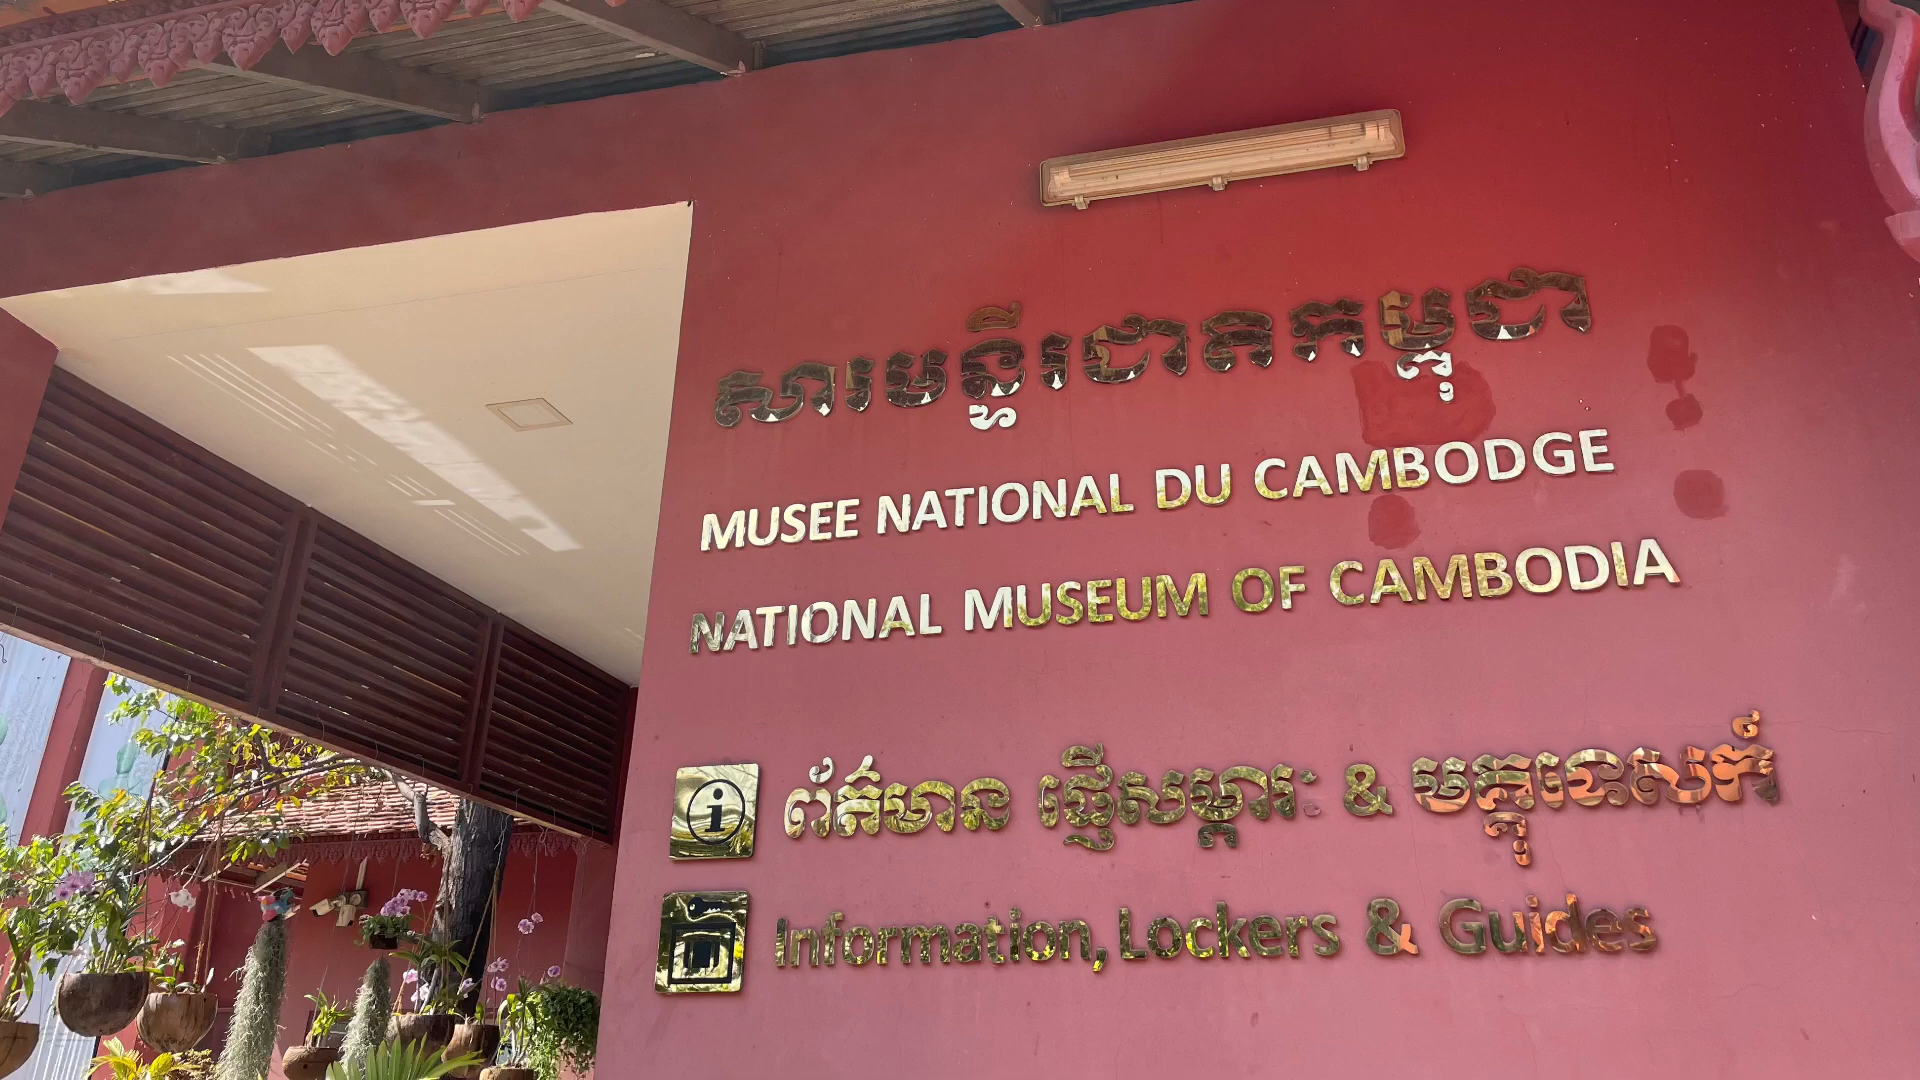 សារមន្ទីរជាតិកម្ពុជា
MUSEE NATIONAL DU CAMBODGE
NATIONAL MUSEUM OF CAMBODIA
ព័ត៌មាន ផ្ញើសម្ភារៈ & មគ្គុទេសក៍
Information, Lockers & Guides